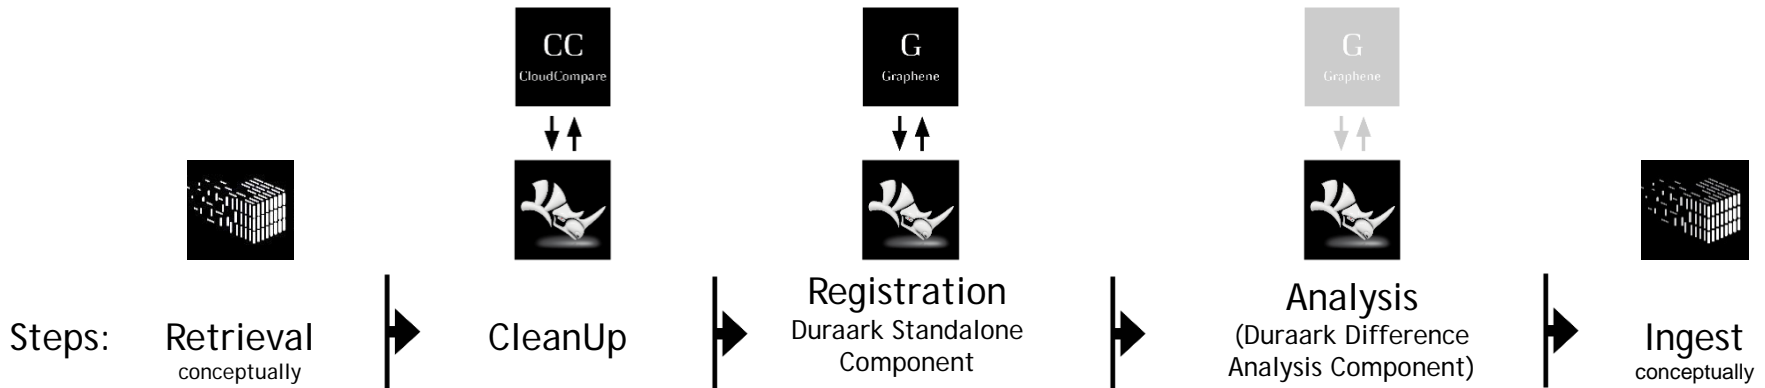 CC
CloudCompare
G
Graphene
G
Graphene
Steps:
Retrieval
conceptually
CleanUp
Registration
Duraark Standalone
Component
Analysis
(Duraark Difference
Analysis Component)
Ingest
conceptually